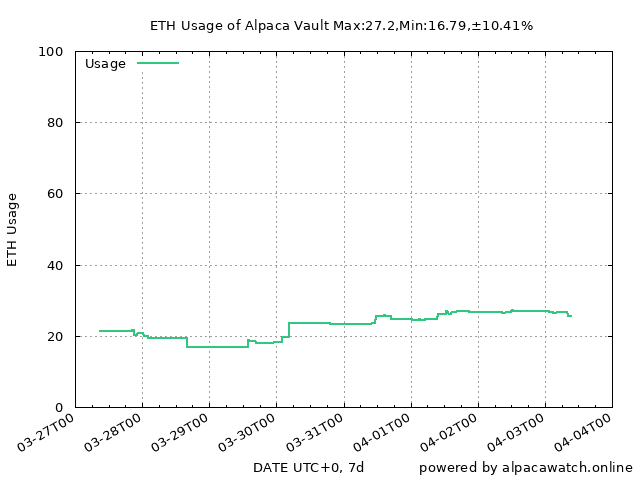 ETH Usage of Alpaca Vault Max:27.2,Min:16.79,±10.41%
100
Usage
80
60
ETH Usage
40
20
0
03-27T00 03-28T00 03-29T00 03-30T00 03-31T00 04-01T00 04-02T00 04-03T00 04-04T00
DATE UTC+0, 7d powered by alpacawatch.online